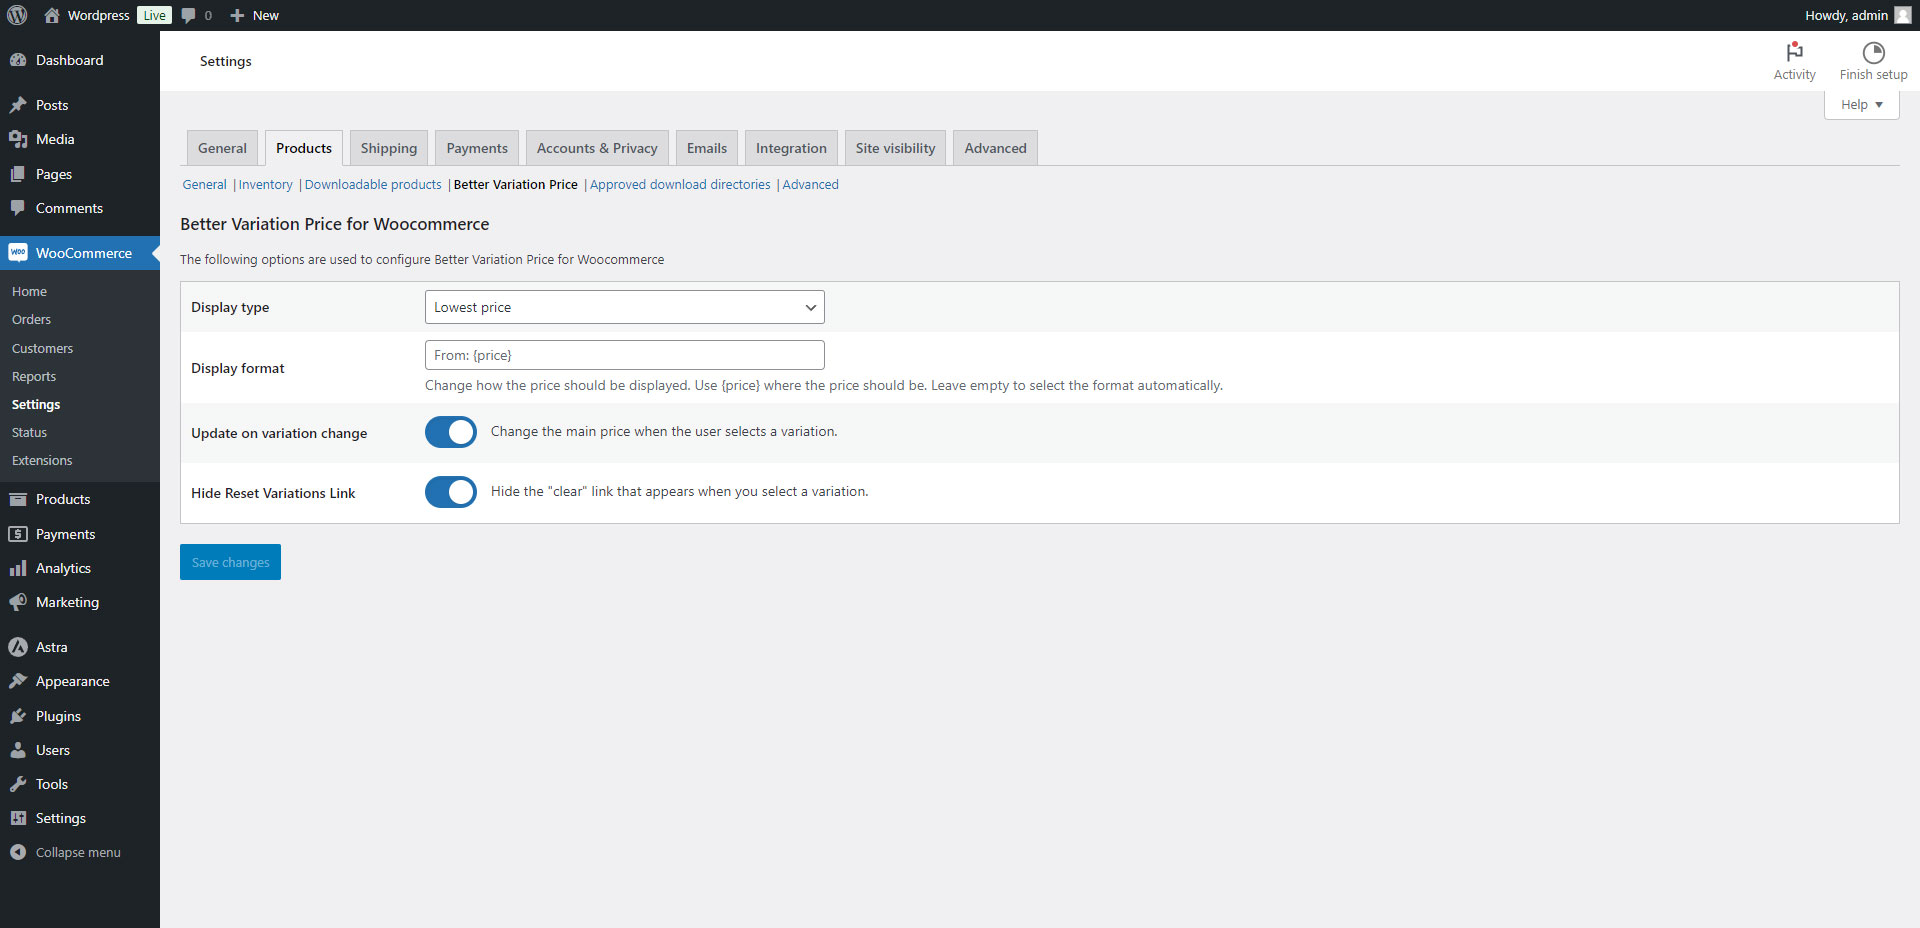 Wordpress Live 0 New Howdy, admin
Dashboard
Posts
Media
Pages
Comments
WooCommerce
Home
Orders
Customers
Reports
Settings
Status
Extensions
Products
Payments
Analytics
Marketing
Astra
Appearance
Plugins
Users
Tools
Settings
Collapse menu
Settings
Activity Finish setup
Help
General Products Shipping Payments Accounts & Privacy Emails Integration Site visibility Advanced
General | Inventory | Downloadable products | Better Variation Price | Approved download directories | Advanced
Better Variation Price for Woocommerce
The following options are used to configure Better Variation Price for Woocommerce
Display type Lowest price
Display format From: {price}
Change how the price should be displayed. Use {price} where the price should be. Leave empty to select the format automatically.
Update on variation change Change the main price when the user selects a variation.
Hide Reset Variations Link Hide the "clear" link that appears when you select a variation.
Save changes